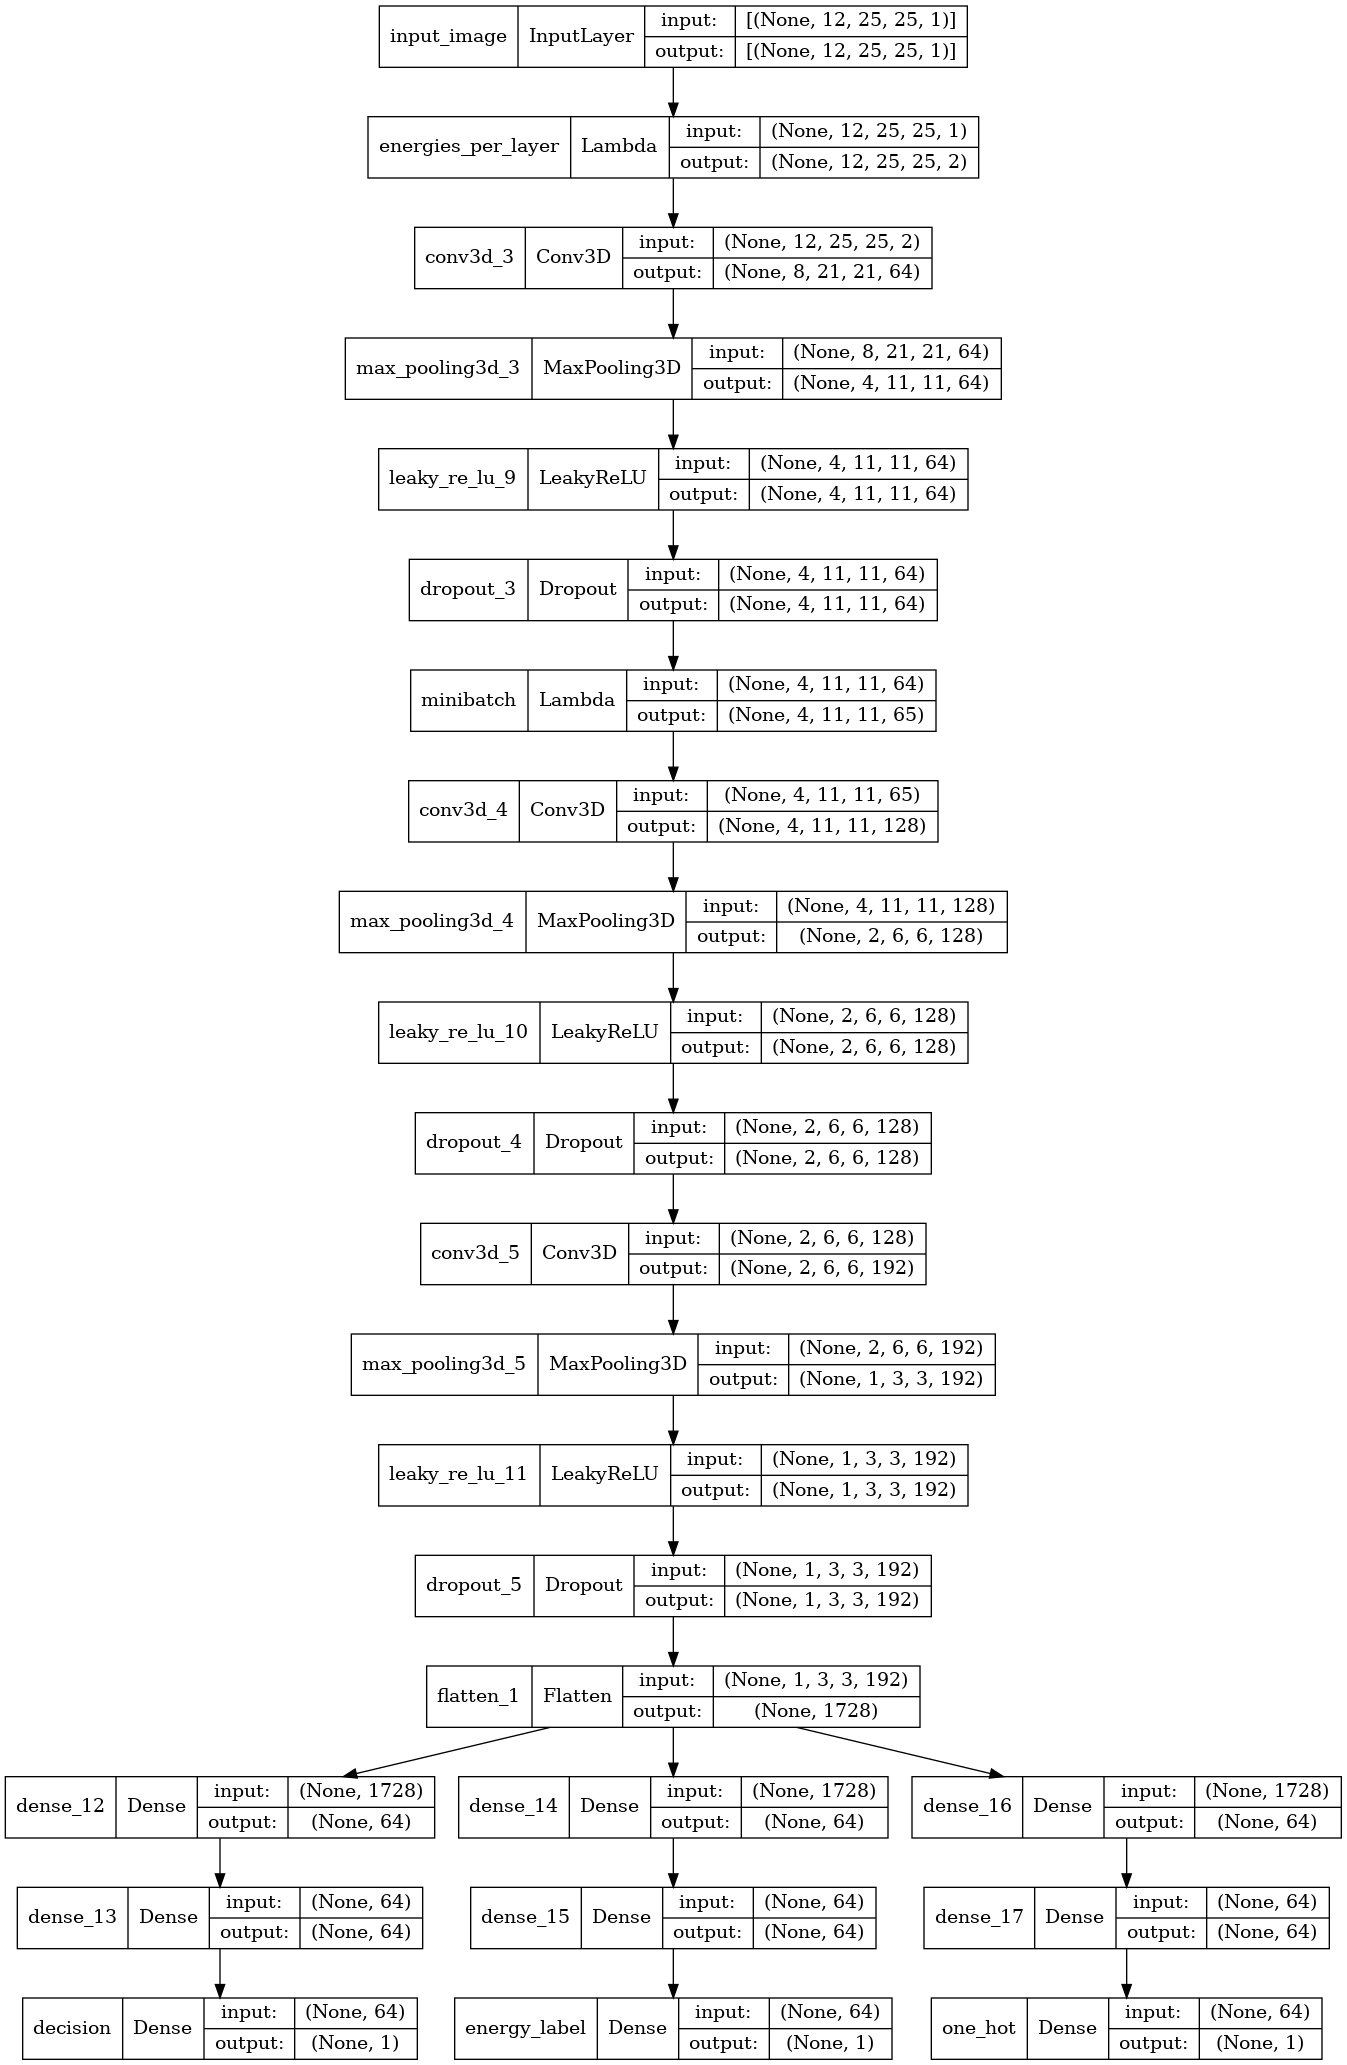 input_image InputLayer input: [(None, 12, 25, 25, 1)]
output: [(None, 12, 25, 25, 1)]
energies_per_layer Lambda input: (None, 12, 25, 25, 1)
output: (None, 12, 25, 25, 2)
conv3d_3 Conv3D input: (None, 12, 25, 25, 2)
output: (None, 8, 21, 21, 64)
max_pooling3d_3 MaxPooling3D input: (None, 8, 21, 21, 64)
output: (None, 4, 11, 11, 64)
leaky_re_lu_9 LeakyReLU input: (None, 4, 11, 11, 64)
output: (None, 4, 11, 11, 64)
dropout_3 Dropout input: (None, 4, 11, 11, 64)
output: (None, 4, 11, 11, 64)
minibatch Lambda input: (None, 4, 11, 11, 64)
output: (None, 4, 11, 11, 65)
conv3d_4 Conv3D input: (None, 4, 11, 11, 65)
output: (None, 4, 11, 11, 128)
max_pooling3d_4 MaxPooling3D input: (None, 4, 11, 11, 128)
output: (None, 2, 6, 6, 128)
leaky_re_lu_10 LeakyReLU input: (None, 2, 6, 6, 128)
output: (None, 2, 6, 6, 128)
dropout_4 Dropout input: (None, 2, 6, 6, 128)
output: (None, 2, 6, 6, 128)
conv3d_5 Conv3D input: (None, 2, 6, 6, 128)
output: (None, 2, 6, 6, 192)
max_pooling3d_5 MaxPooling3D input: (None, 2, 6, 6, 192)
output: (None, 1, 3, 3, 192)
leaky_re_lu_11 LeakyReLU input: (None, 1, 3, 3, 192)
output: (None, 1, 3, 3, 192)
dropout_5 Dropout input: (None, 1, 3, 3, 192)
output: (None, 1, 3, 3, 192)
flatten_1 Flatten input: (None, 1, 3, 3, 192)
output: (None, 1728)
dense_12 Dense input: (None, 1728)
output: (None, 64)
dense_14 Dense input: (None, 1728)
output: (None, 64)
dense_16 Dense input: (None, 1728)
output: (None, 64)
dense_13 Dense input: (None, 64)
output: (None, 64)
dense_15 Dense input: (None, 64)
output: (None, 64)
dense_17 Dense input: (None, 64)
output: (None, 64)
decision Dense input: (None, 64)
output: (None, 1)
energy_label Dense input: (None, 64)
output: (None, 1)
one_hot Dense input: (None, 64)
output: (None, 1)